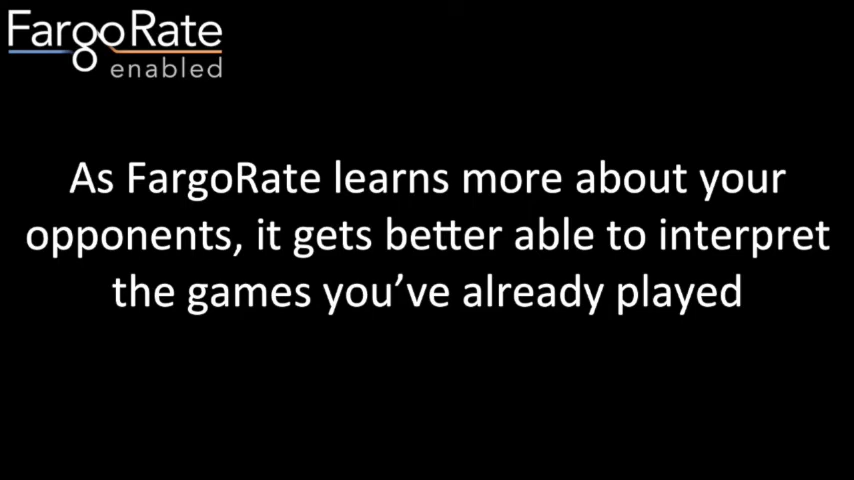 FargoRate
enabled
As FargoRate learns more about your
opponents, it gets better able to interpret
the games you’ve already played